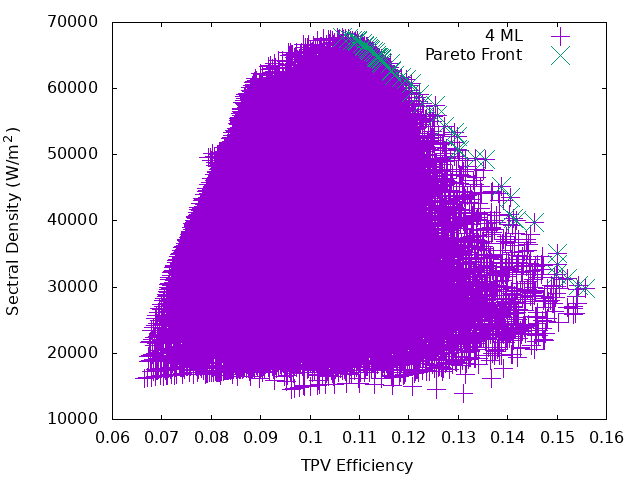 70000
60000
50000
40000
30000
20000
10000
0.06 0.07 0.08 0.09 0.1 0.11 0.12 0.13 0.14 0.15 0.16
Sectral Density (W/m²)
TPV Efficiency
4 ML
Pareto Front